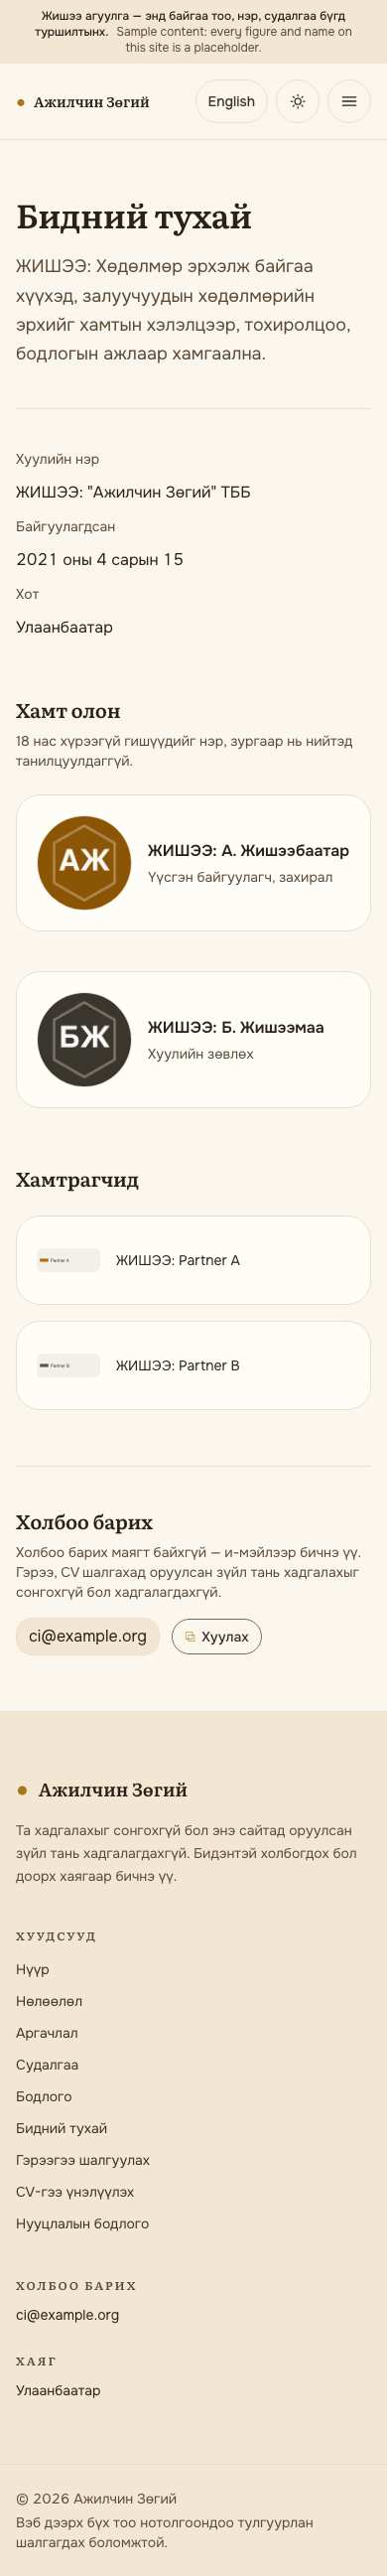 Жишээ агуулга — энд байгаа тоо, нэр, судалгаа бүгд
туршилтынх. Sample content: every figure and name on
this site is a placeholder.
Ажилчин Зөгий
English
Бидний тухай
ЖИШЭЭ: Хөдөлмөр эрхэлж байгаа
хүүхэд, залуучуудын хөдөлмөрийн
эрхийг хамтын хэлэлцээр, тохиролцоо,
бодлогын ажлаар хамгаална.
Хуулийн нэр
ЖИШЭЭ: "Ажилчин Зөгий" ТББ
Байгуулагдсан
2021 оны 4 сарын 15
Хот
Улаанбаатар
Хамт олон
18 нас хүрээгүй гишүүдийг нэр, зургаар нь нийтэд
танилцуулдаггүй.
АЖ
ЖИШЭЭ: А. Жишээбаатар
Үүсгэн байгуулагч, захирал
БЖ
ЖИШЭЭ: Б. Жишээмаа
Хуулийн зөвлөх
Хамтрагчид
Partner A
ЖИШЭЭ: Partner A
Partner B
ЖИШЭЭ: Partner B
Холбоо барих
Холбоо барих маягт байхгүй — и-мэйлээр бичнэ үү.
Гэрээ, CV шалгахад оруулсан зүйл тань хадгалахыг
сонгохгүй бол хадгалагдахгүй.
ci@example.org
Хуулах
Ажилчин Зөгий
Та хадгалахыг сонгохгүй бол энэ сайтад оруулсан
зүйл тань хадгалагдахгүй. Бидэнтэй холбогдох бол
доорх хаягаар бичнэ үү.
ХУУДСУУД
Нүүр
Нөлөөлөл
Аргачлал
Судалгаа
Бодлого
Бидний тухай
Гэрээгээ шалгуулах
CV-гээ үнэлүүлэх
Нууцлалын бодлого
ХОЛБОО БАРИХ
ci@example.org
ХАЯГ
Улаанбаатар
© 2026 Ажилчин Зөгий
Вэб дээрх бүх тоо нотолгоондоо тулгуурлан
шалгагдах боломжтой.